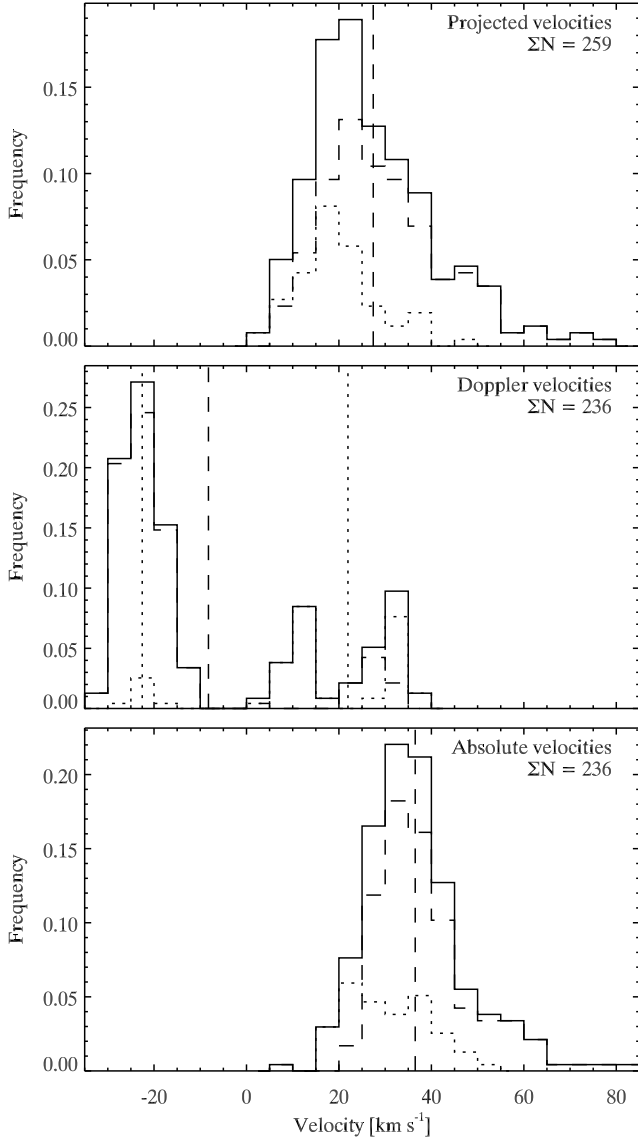 Projected velocities
ΣN = 259
Frequency
0.15
0.10
0.05
0.00
Doppler velocities
ΣN = 236
Frequency
0.25
0.20
0.15
0.10
0.05
0.00
Absolute velocities
ΣN = 236
Frequency
0.20
0.15
0.10
0.05
0.00
-20 0 20 40 60 80
Velocity [km s⁻¹]